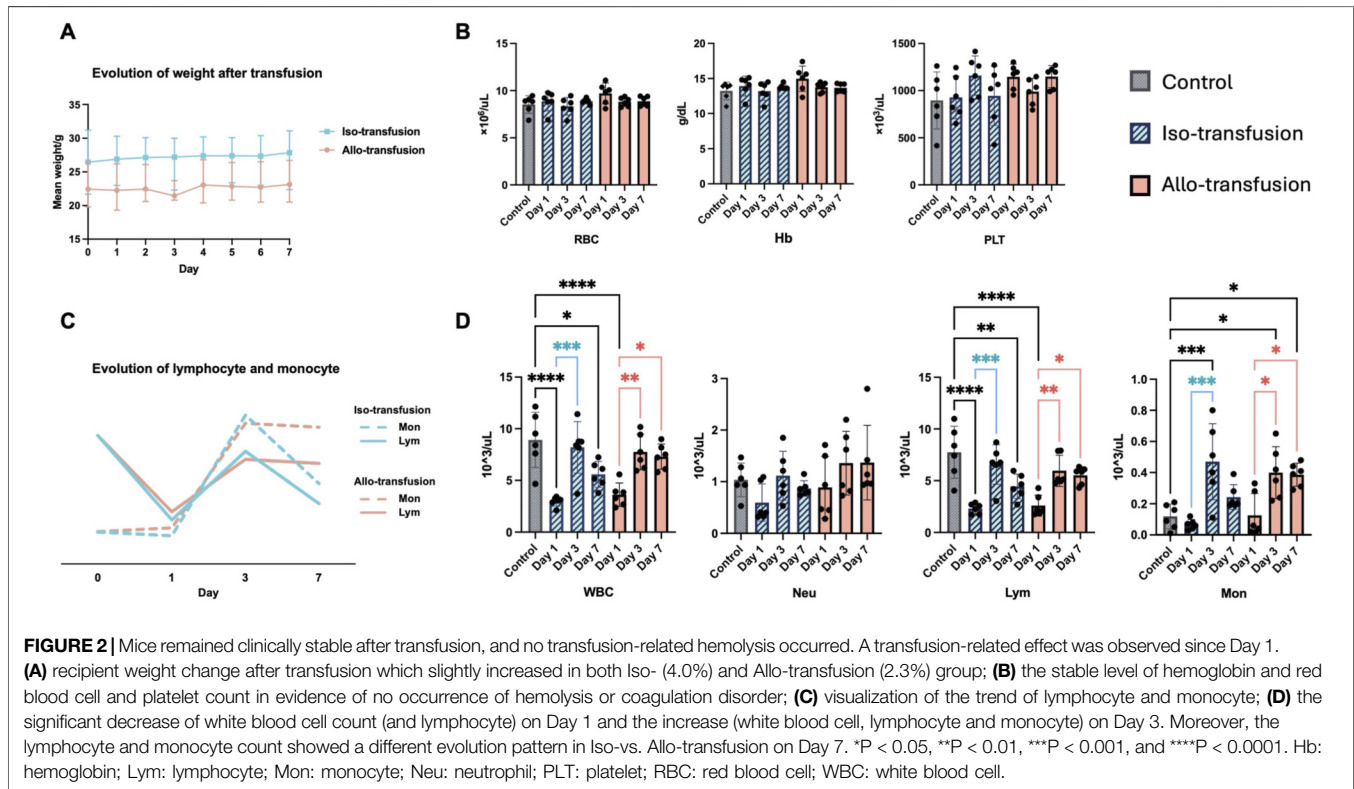 A
Evolution of weight after transfusion
Mean weight/g
35
30
25
20
15
0 1 2 3 4 5 6 7
Day
Iso-transfusion
Allo-transfusion
B
×10⁶/uL
15
10
5
0
Control Day 1 Day 3 Day 7 Day 1 Day 3 Day 7
RBC
g/dL
20
15
10
5
0
Control Day 1 Day 3 Day 7 Day 1 Day 3 Day 7
Hb
×10³/uL
1500
1000
500
0
Control Day 1 Day 3 Day 7 Day 1 Day 3 Day 7
PLT
Control
Iso-transfusion
Allo-transfusion
C
Evolution of lymphocyte and monocyte
Iso-transfusion
Mon
Lym
Allo-transfusion
Mon
Lym
0 1 3 7
Day
D
****
*
***
*
****
**
10^3/uL
15
10
5
0
Control Day 1 Day 3 Day 7 Day 1 Day 3 Day 7
WBC
10^3/uL
3
2
1
0
Control Day 1 Day 3 Day 7 Day 1 Day 3 Day 7
Neu
****
**
***
*
****
**
10^3/uL
15
10
5
0
Control Day 1 Day 3 Day 7 Day 1 Day 3 Day 7
Lym
*
*
***
*
***
*
10^3/uL
1.0
0.8
0.6
0.4
0.2
0.0
Control Day 1 Day 3 Day 7 Day 1 Day 3 Day 7
Mon
FIGURE 2 | Mice remained clinically stable after transfusion, and no transfusion-related hemolysis occurred. A transfusion-related effect was observed since Day 1.
(A) recipient weight change after transfusion which slightly increased in both Iso- (4.0%) and Allo-transfusion (2.3%) group; (B) the stable level of hemoglobin and red
blood cell and platelet count in evidence of no occurrence of hemolysis or coagulation disorder; (C) visualization of the trend of lymphocyte and monocyte; (D) the
significant decrease of white blood cell count (and lymphocyte) on Day 1 and the increase (white blood cell, lymphocyte and monocyte) on Day 3. Moreover, the
lymphocyte and monocyte count showed a different evolution pattern in Iso-vs. Allo-transfusion on Day 7. *P < 0.05, **P < 0.01, ***P < 0.001, and ****P < 0.0001. Hb:
hemoglobin; Lym: lymphocyte; Mon: monocyte; Neu: neutrophil; PLT: platelet; RBC: red blood cell; WBC: white blood cell.